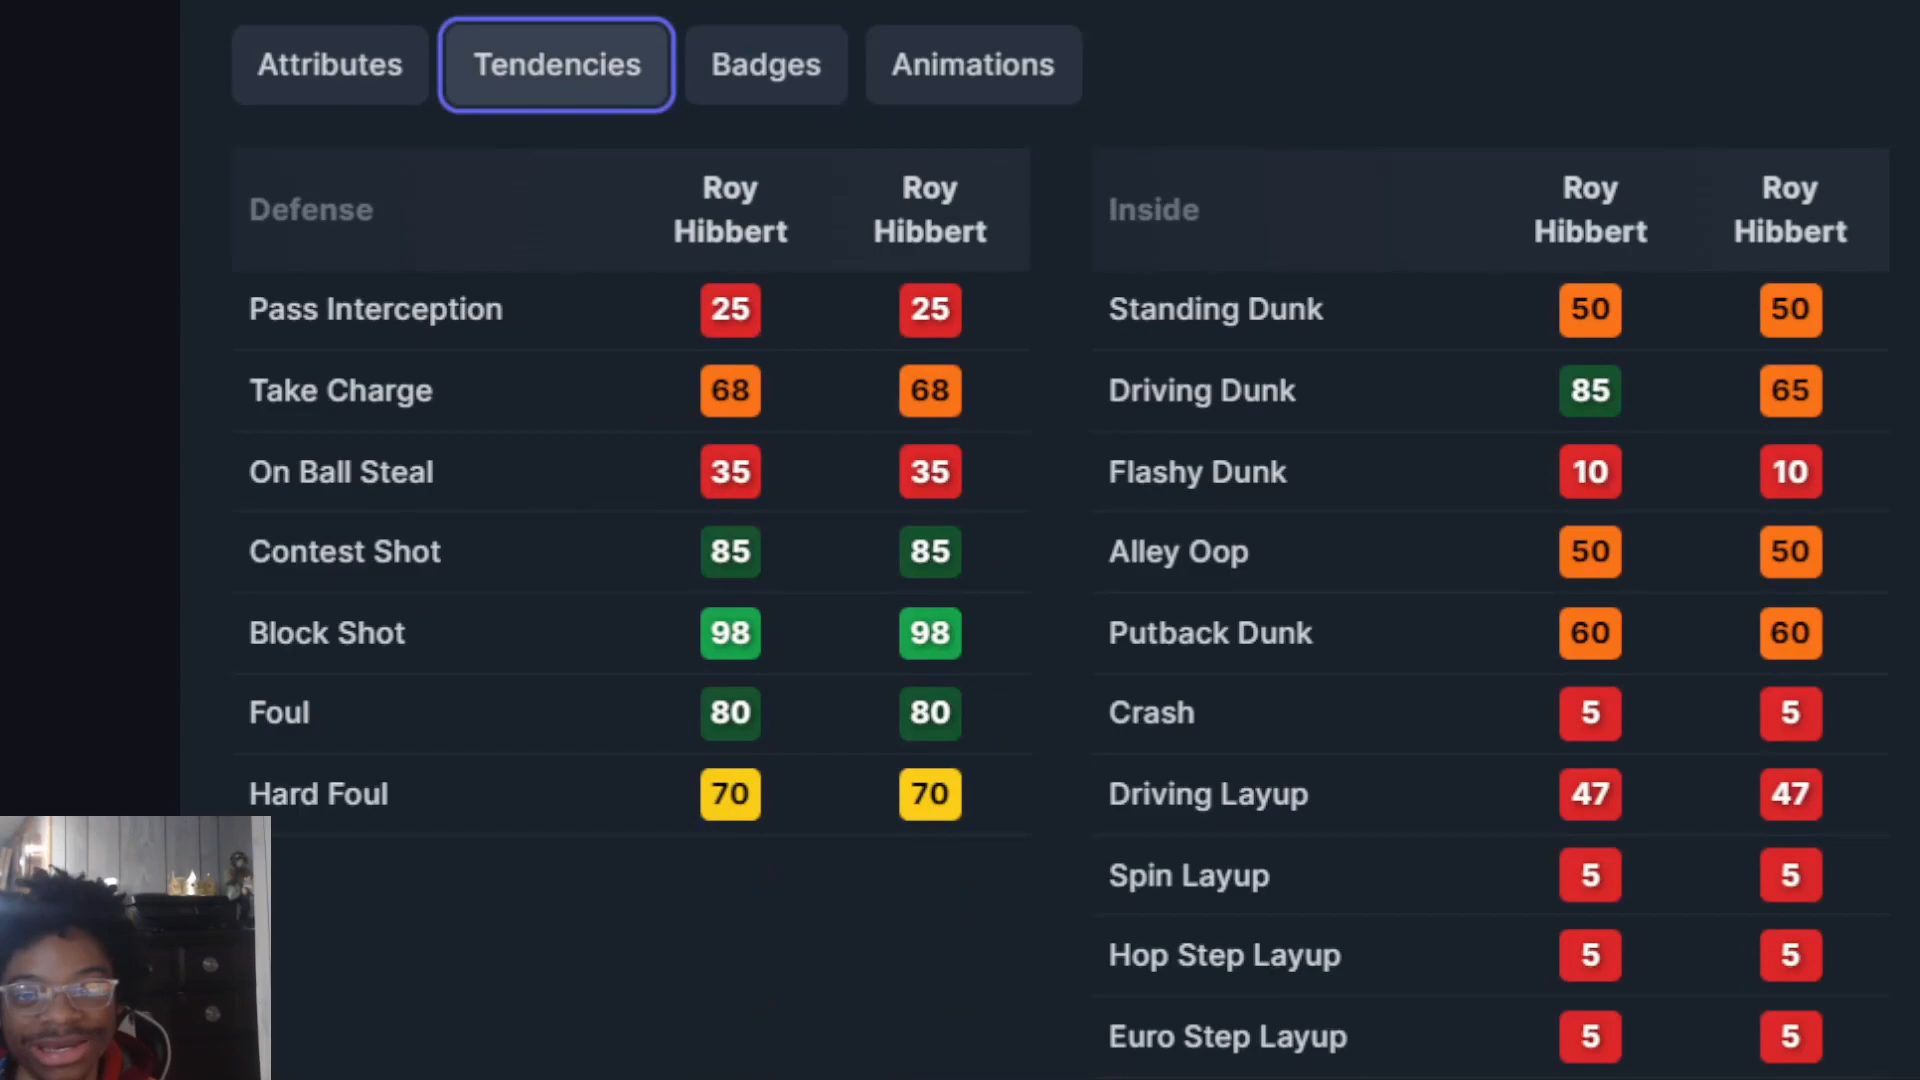 Attributes Tendencies Badges Animations
Defense Roy Hibbert Roy Hibbert
Pass Interception 25 25
Take Charge 68 68
On Ball Steal 35 35
Contest Shot 85 85
Block Shot 98 98
Foul 80 80
Hard Foul 70 70
Inside Roy Hibbert Roy Hibbert
Standing Dunk 50 50
Driving Dunk 85 65
Flashy Dunk 10 10
Alley Oop 50 50
Putback Dunk 60 60
Crash 5 5
Driving Layup 47 47
Spin Layup 5 5
Hop Step Layup 5 5
Euro Step Layup 5 5